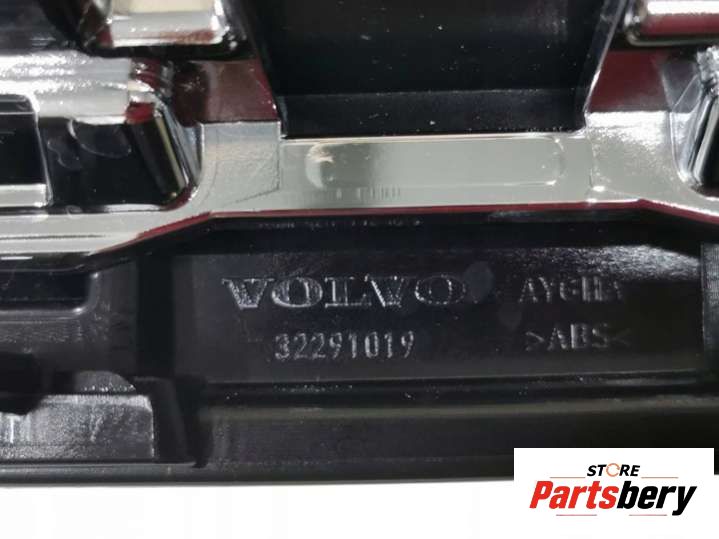 VOLVO
32291019
>ABS<
STORE
Partsbery